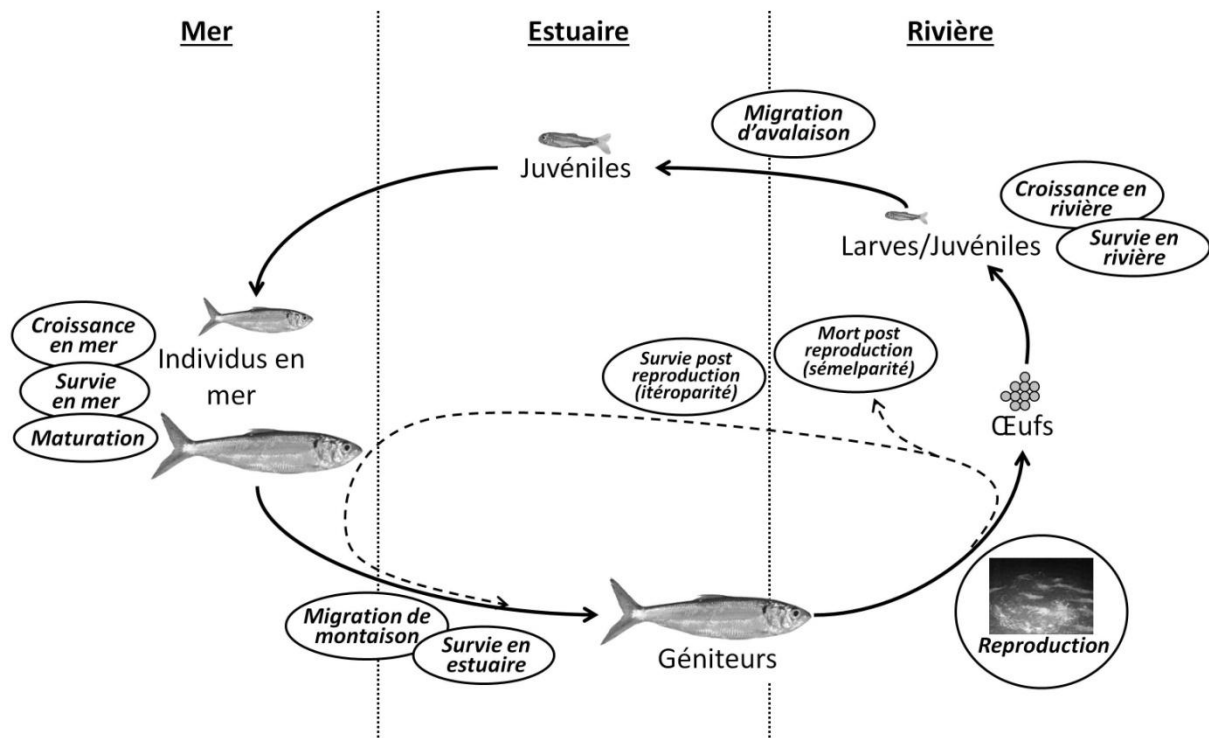 Mer
Estuaire
Rivière
Migration
d'avalaison
Juvéniles
Croissance en
rivière
Survie en
rivière
Larves/Juvéniles
Croissance
en mer
Survie
en mer
Maturation
Individus en
mer
Survie post
reproduction
(itéroparité)
Mort post
reproduction
(sémelparité)
Œufs
Migration de
montaison
Survie en
estuaire
Géniteurs
Reproduction